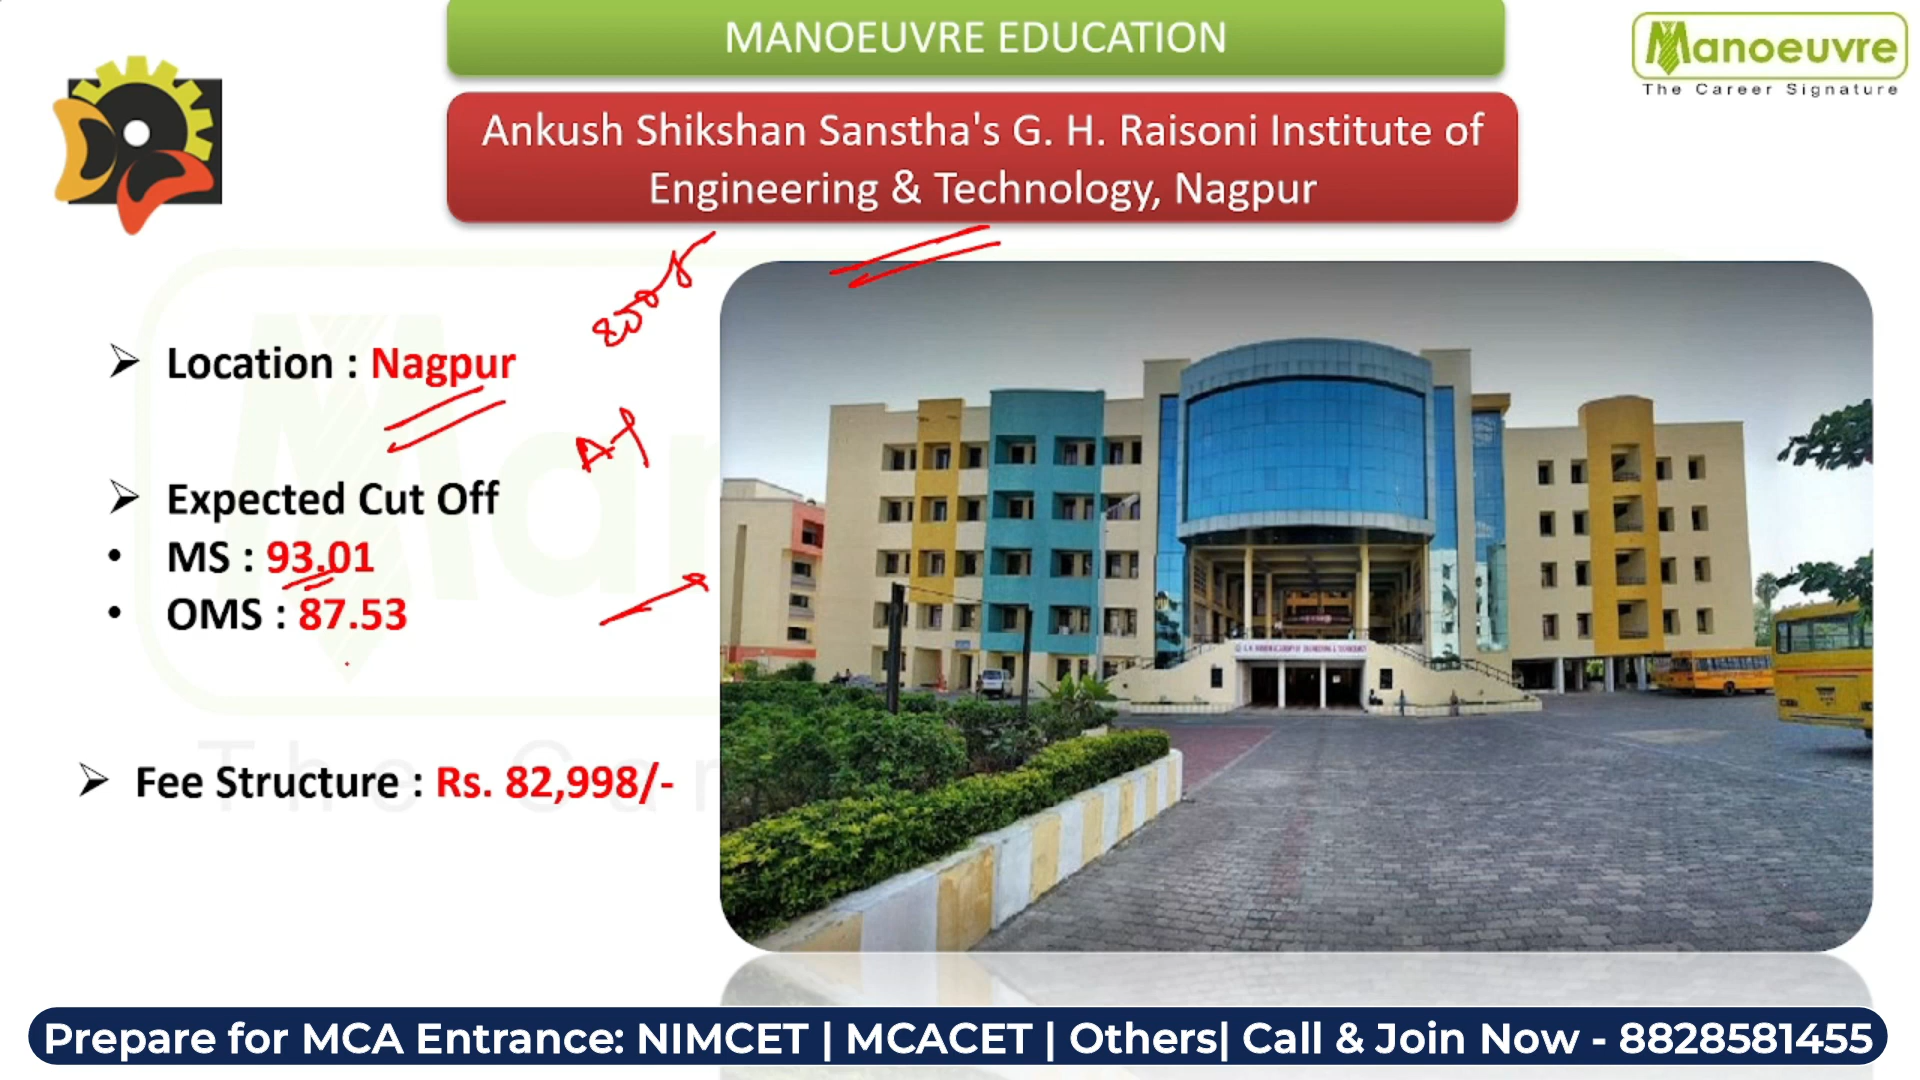 MANOEUVRE EDUCATION
Manoeuvre
The Career Signature
Ankush Shikshan Sanstha's G. H. Raisoni Institute of
Engineering & Technology, Nagpur
➢ Location : Nagpur
➢ Expected Cut Off
• MS : 93.01
• OMS : 87.53
➢ Fee Structure : Rs. 82,998/-
Prepare for MCA Entrance: NIMCET | MCACET | Others| Call & Join Now - 8828581455